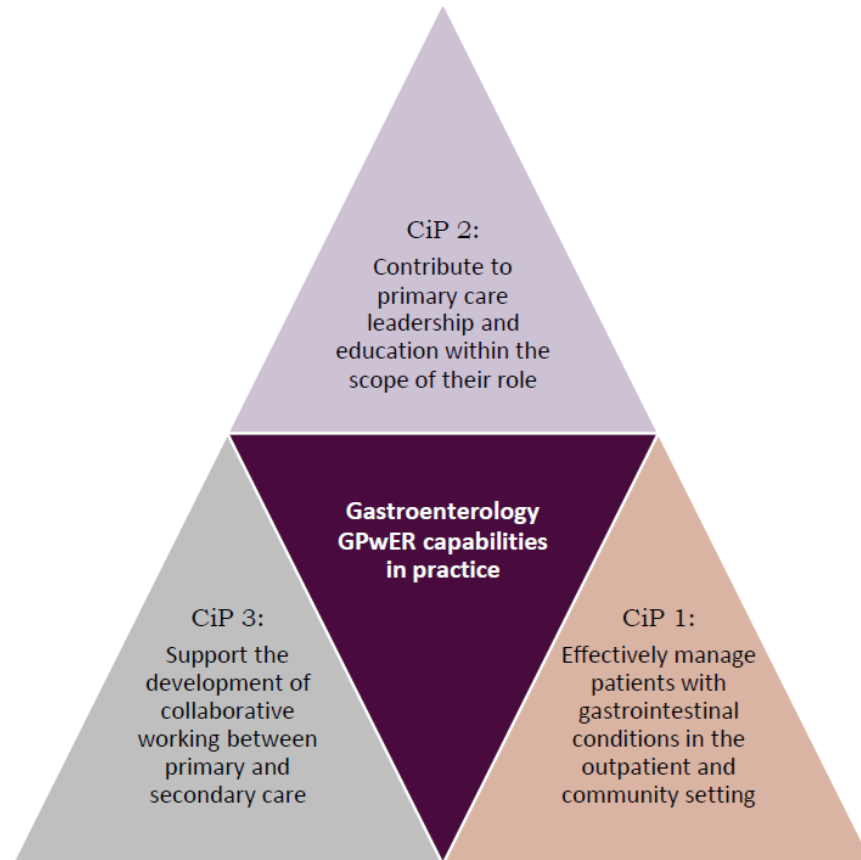 CiP 2:
Contribute to
primary care
leadership and
education within the
scope of their role
Gastroenterology
GPwER capabilities
in practice
CiP 3:
Support the
development of
collaborative
working between
primary and
secondary care
CiP 1:
Effectively manage
patients with
gastrointestinal
conditions in the
outpatient and
community setting